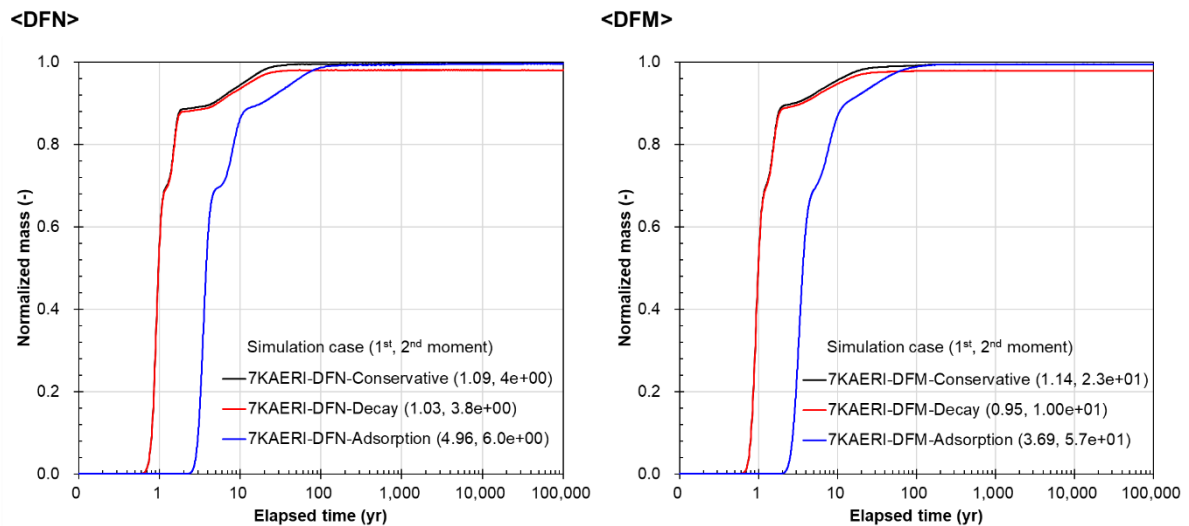 <DFN>
1.0
0.8
0.6
0.4
0.2
0.0
Normalized mass (-)
Simulation case (1st, 2nd moment)
7KAERI-DFN-Conservative (1.09, 4e+00)
7KAERI-DFN-Decay (1.03, 3.8e+00)
7KAERI-DFN-Adsorption (4.96, 6.0e+00)
0 1 10 100 1,000 10,000 100,000
Elapsed time (yr)
<DFM>
1.0
0.8
0.6
0.4
0.2
0.0
Normalized mass (-)
Simulation case (1st, 2nd moment)
7KAERI-DFM-Conservative (1.14, 2.3e+01)
7KAERI-DFM-Decay (0.95, 1.00e+01)
7KAERI-DFM-Adsorption (3.69, 5.7e+01)
0 1 10 100 1,000 10,000 100,000
Elapsed time (yr)